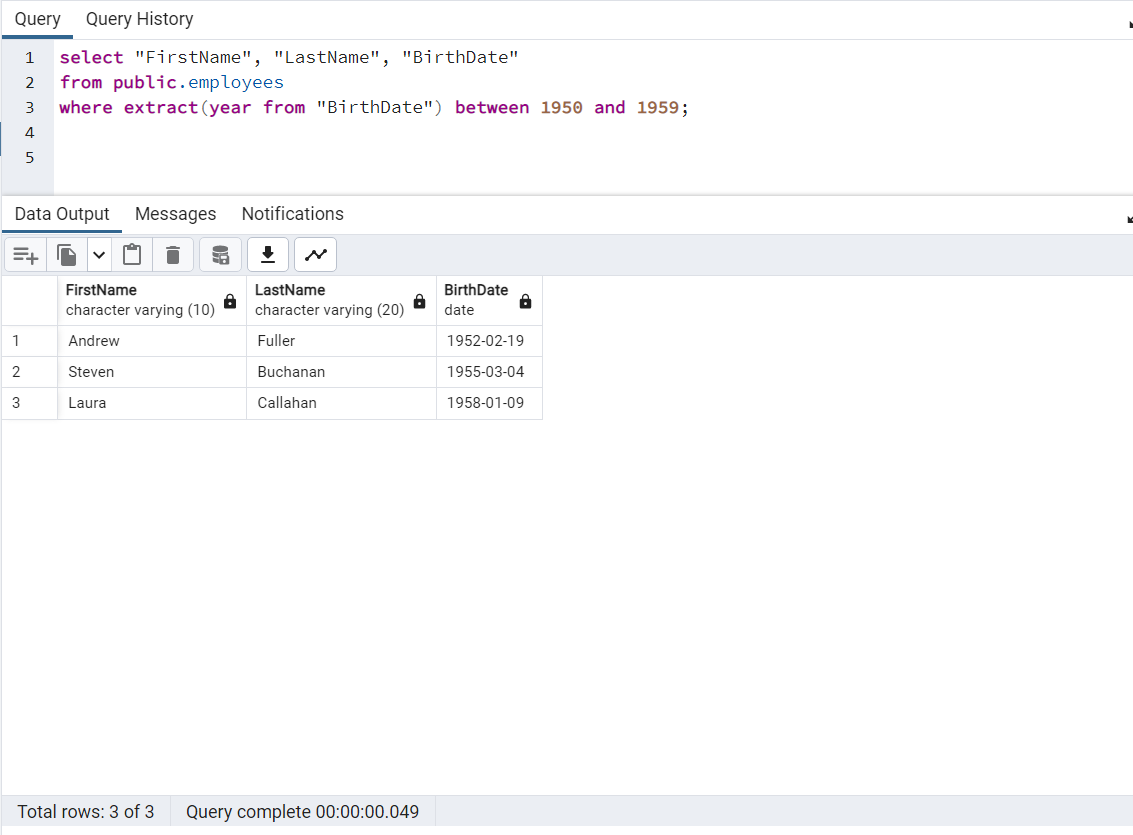 Query Query History
1 select "FirstName", "LastName", "BirthDate"
2 from public.employees
3 where extract(year from "BirthDate") between 1950 and 1959;
4
5
Data Output Messages Notifications
FirstName LastName BirthDate
character varying (10) character varying (20) date
1 Andrew Fuller 1952-02-19
2 Steven Buchanan 1955-03-04
3 Laura Callahan 1958-01-09
Total rows: 3 of 3 Query complete 00:00:00.049